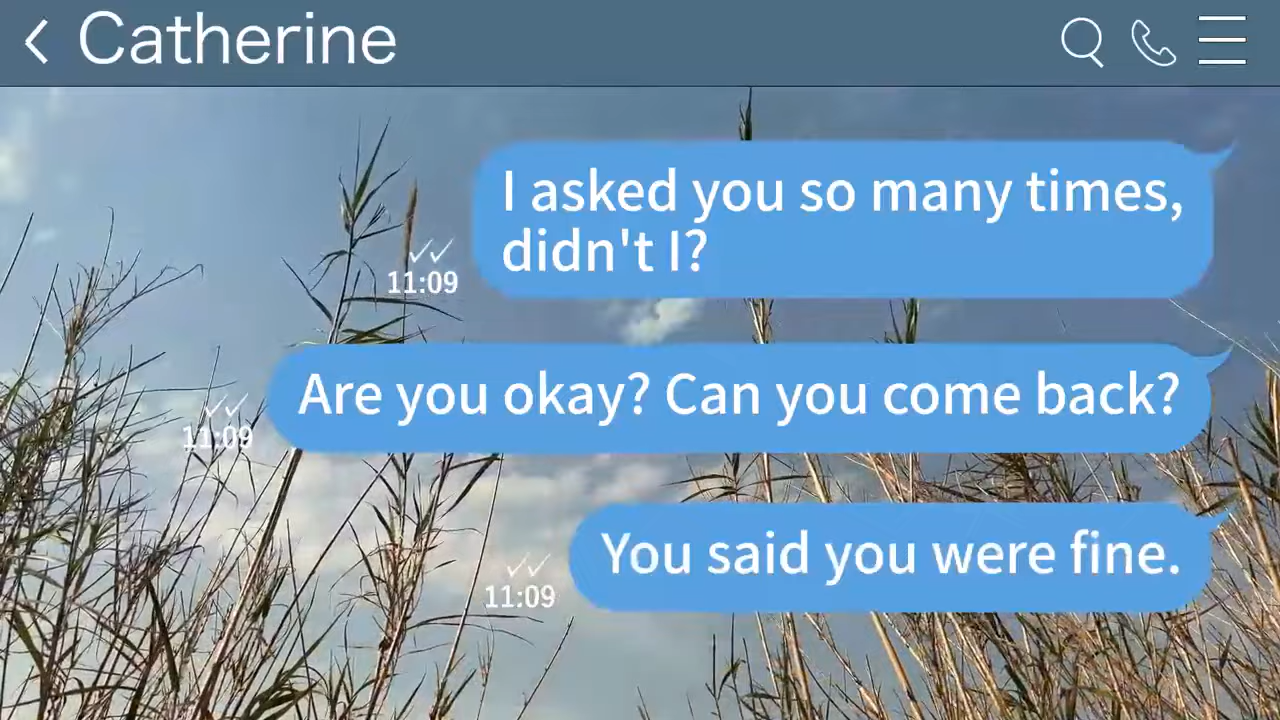 Catherine
I asked you so many times,
didn't I?
11:09
Are you okay? Can you come back?
11:09
You said you were fine.
11:09